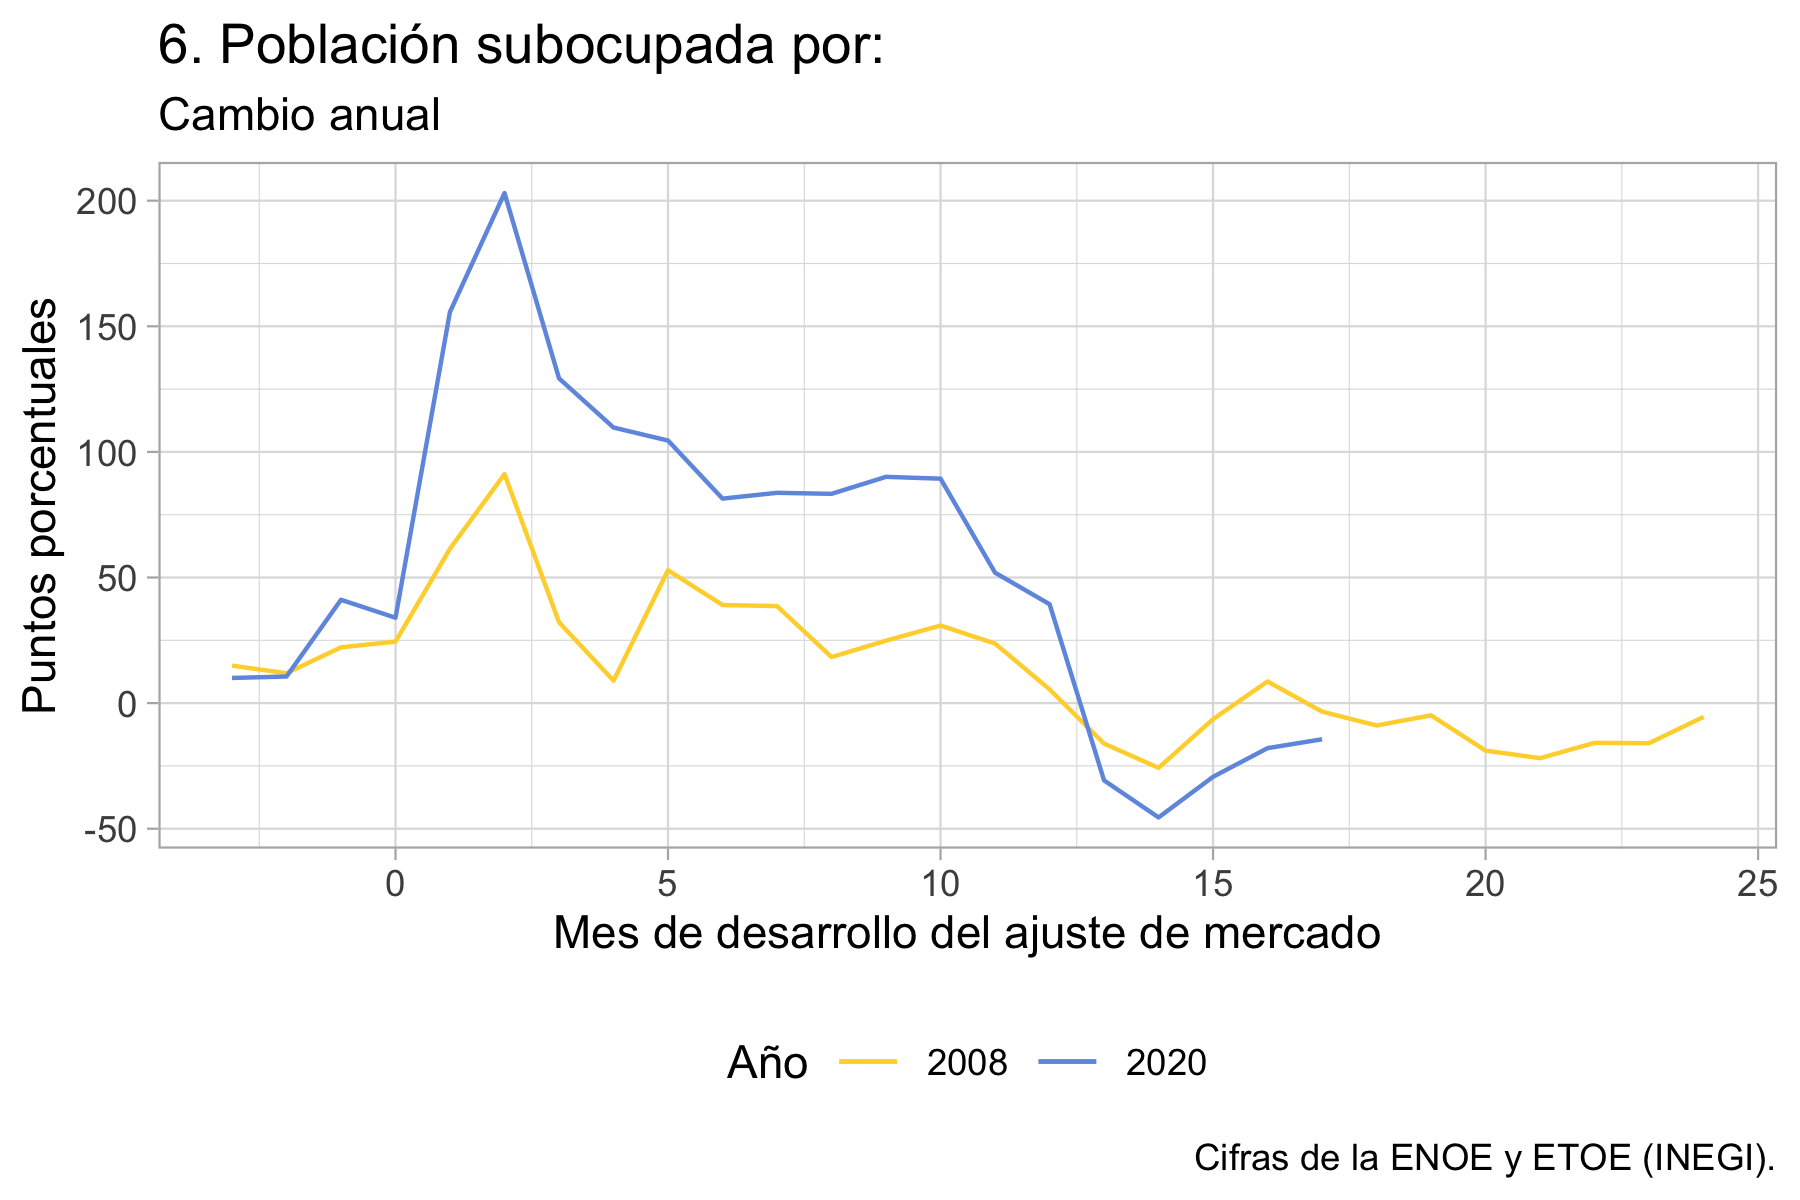 6. Población subocupada por:
Cambio anual
Puntos porcentuales
200
150
100
50
0
-50
0 5 10 15 20 25
Mes de desarrollo del ajuste de mercado
Año 2008 2020
Cifras de la ENOE y ETOE (INEGI).